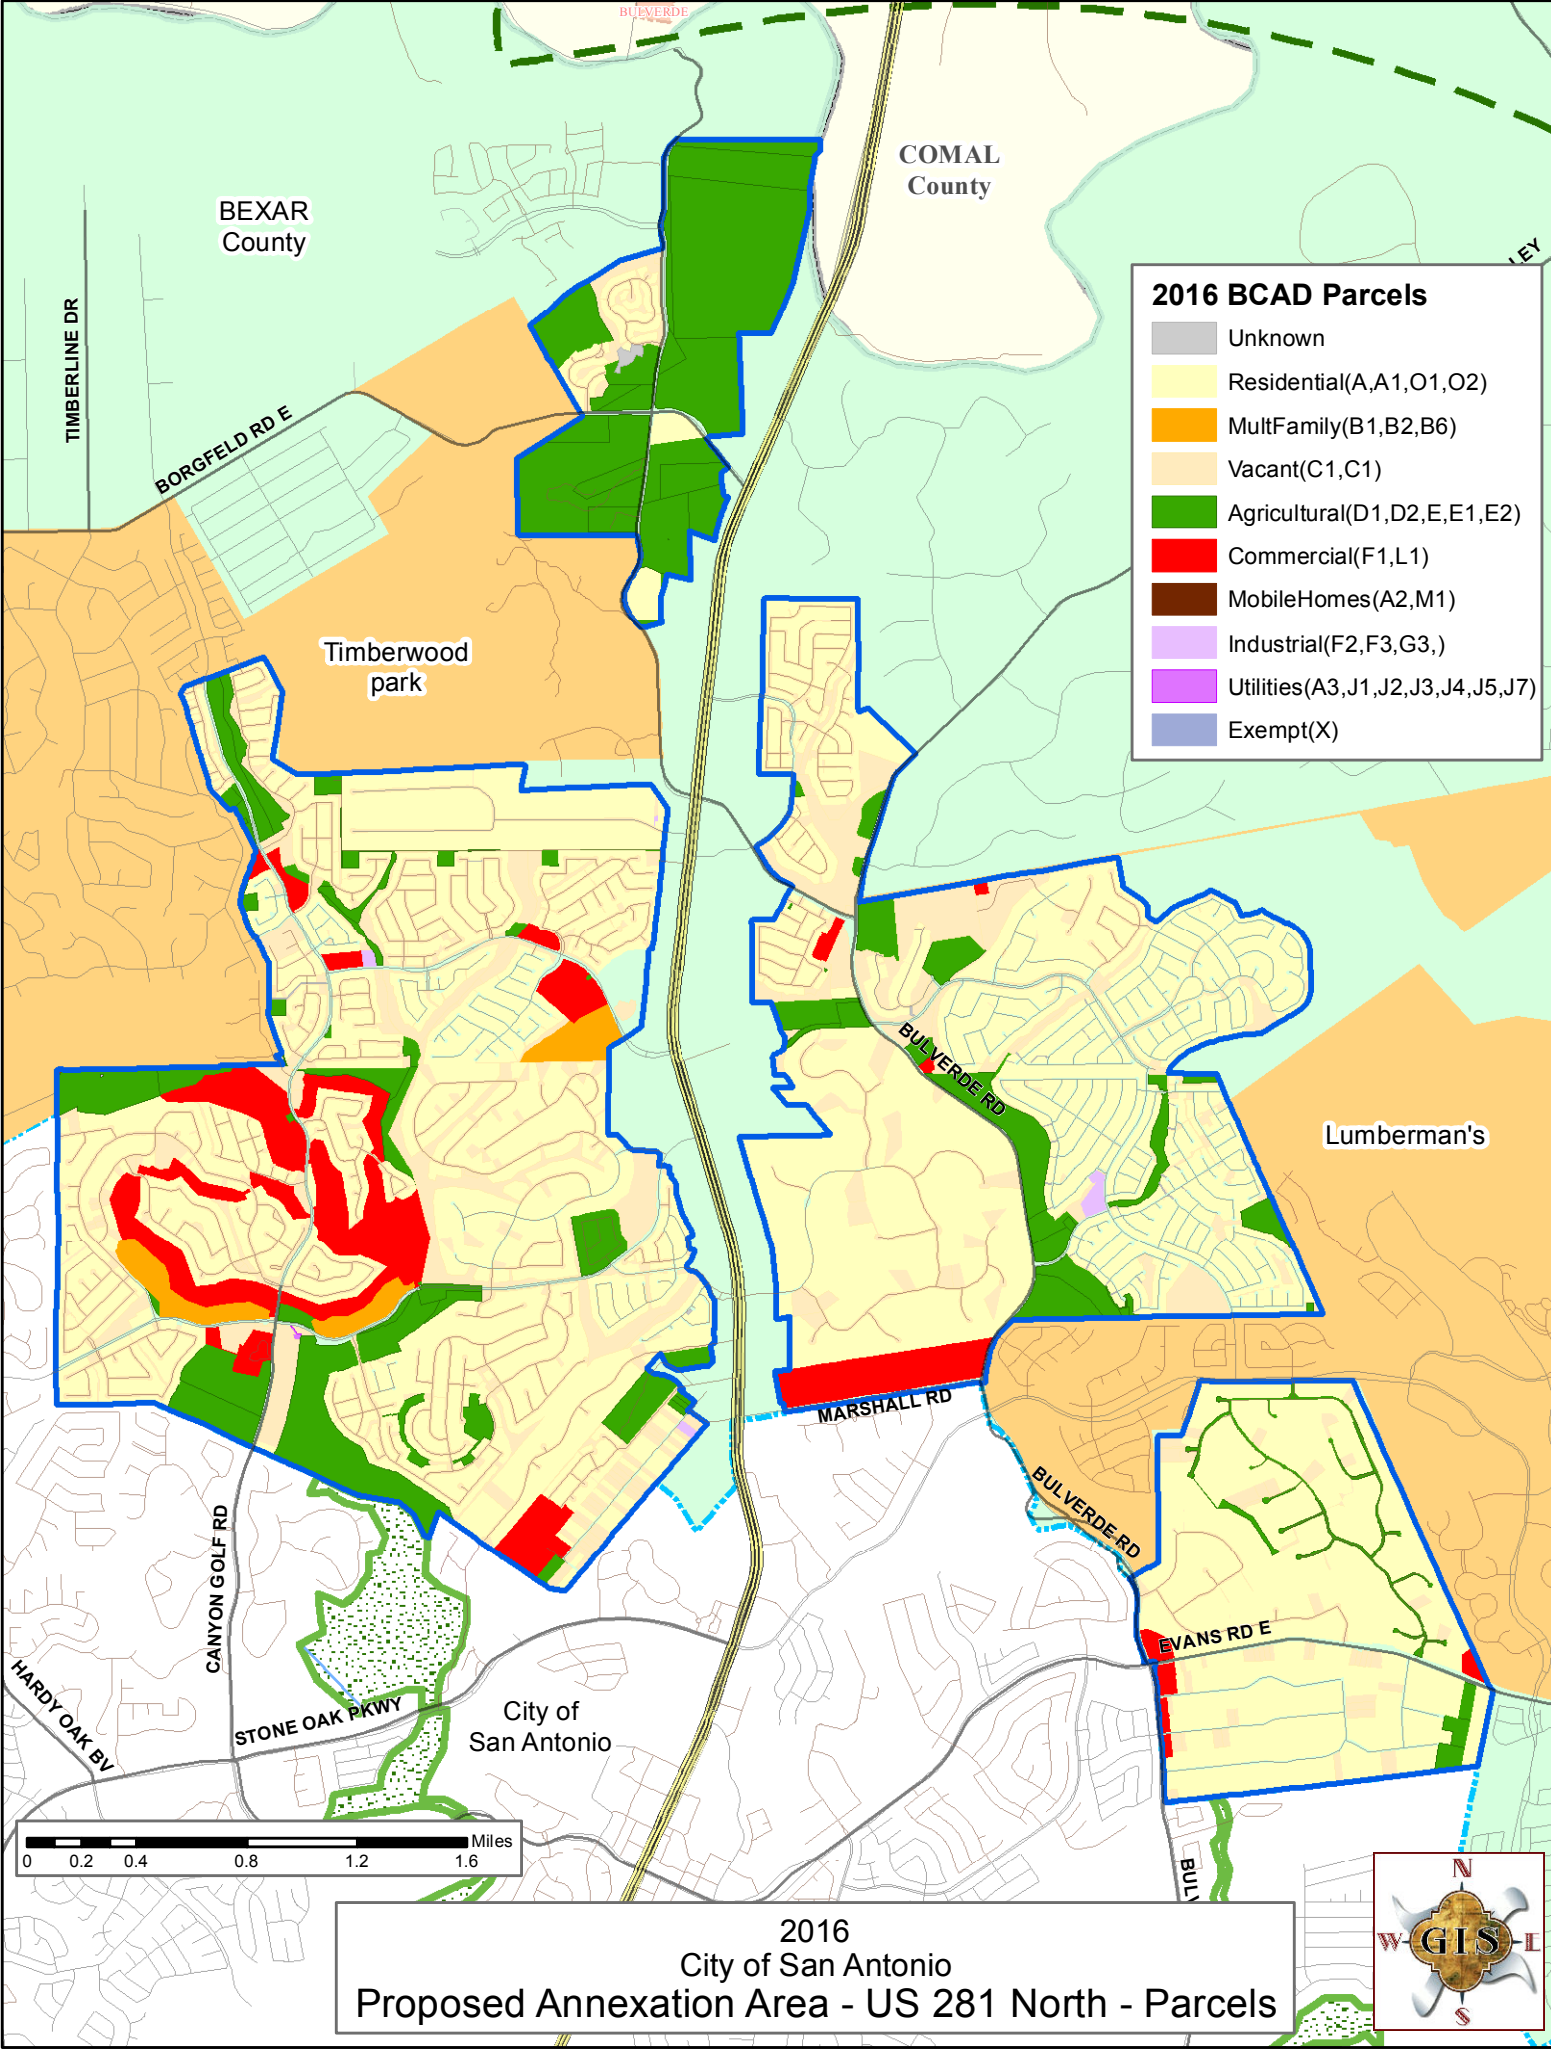 BULVERDE
COMAL
County
BEXAR
County
LEY
TIMBERLINE DR
BORGFELD RD E
2016 BCAD Parcels
Unknown
Residential(A,A1,O1,O2)
MultFamily(B1,B2,B6)
Vacant(C1,C1)
Agricultural(D1,D2,E,E1,E2)
Commercial(F1,L1)
MobileHomes(A2,M1)
Industrial(F2,F3,G3,)
Utilities(A3,J1,J2,J3,J4,J5,J7)
Exempt(X)
Timberwood
park
BULVERDE RD
Lumberman's
MARSHALL RD
BULVERDE RD
CANYON GOLF RD
EVANS RD E
HARDY OAK BV
STONE OAK PKWY
City of
San Antonio
BULV
Miles
0 0.2 0.4 0.8 1.2 1.6
N
W GIS E
S
2016
City of San Antonio
Proposed Annexation Area - US 281 North - Parcels